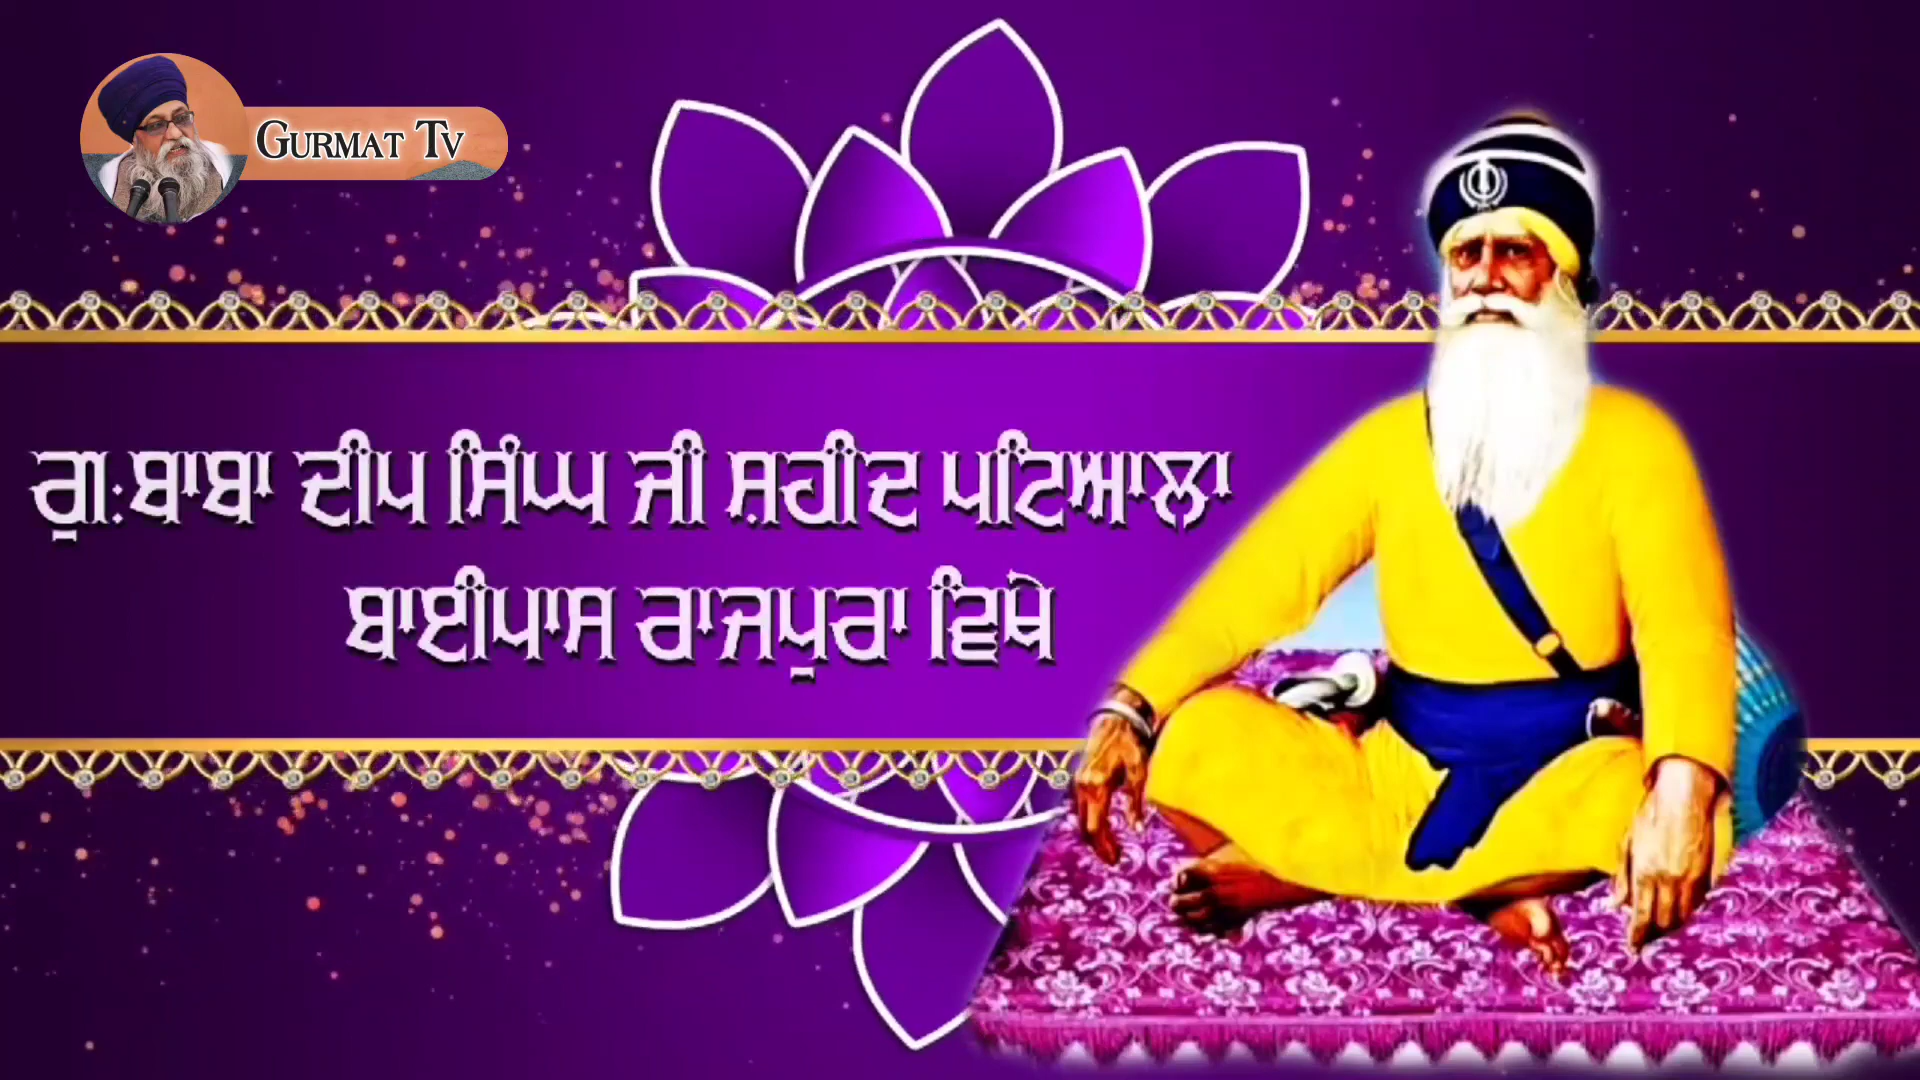 GURMAT TV
ਗੁ:ਬਾਬਾ ਦੀਪ ਸਿੰਘ ਜੀ ਸ਼ਹੀਦ ਪਟਿਆਲਾ
ਬਾਈਪਾਸ ਰਾਜਪੁਰਾ ਵਿਖੇ